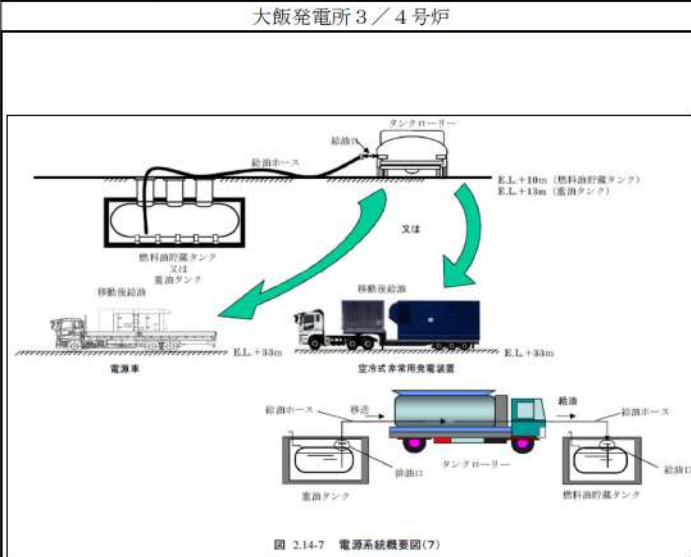 大飯発電所3／4号炉
タンクローリー
給油口
給油ホース
E.L.+10m（燃料油貯蔵タンク）
E.L.+13m（重油タンク）
又は
燃料油貯蔵タンク
又は
重油タンク
移動後給油
移動後給油
E.L.+33m
E.L.+33m
電源車
空冷式非常用発電装置
給油ホース
移送
給油
給油ホース
排油口
タンクローリー
給油口
重油タンク
燃料油貯蔵タンク
図 2.14-7 電源系統概要図(7)